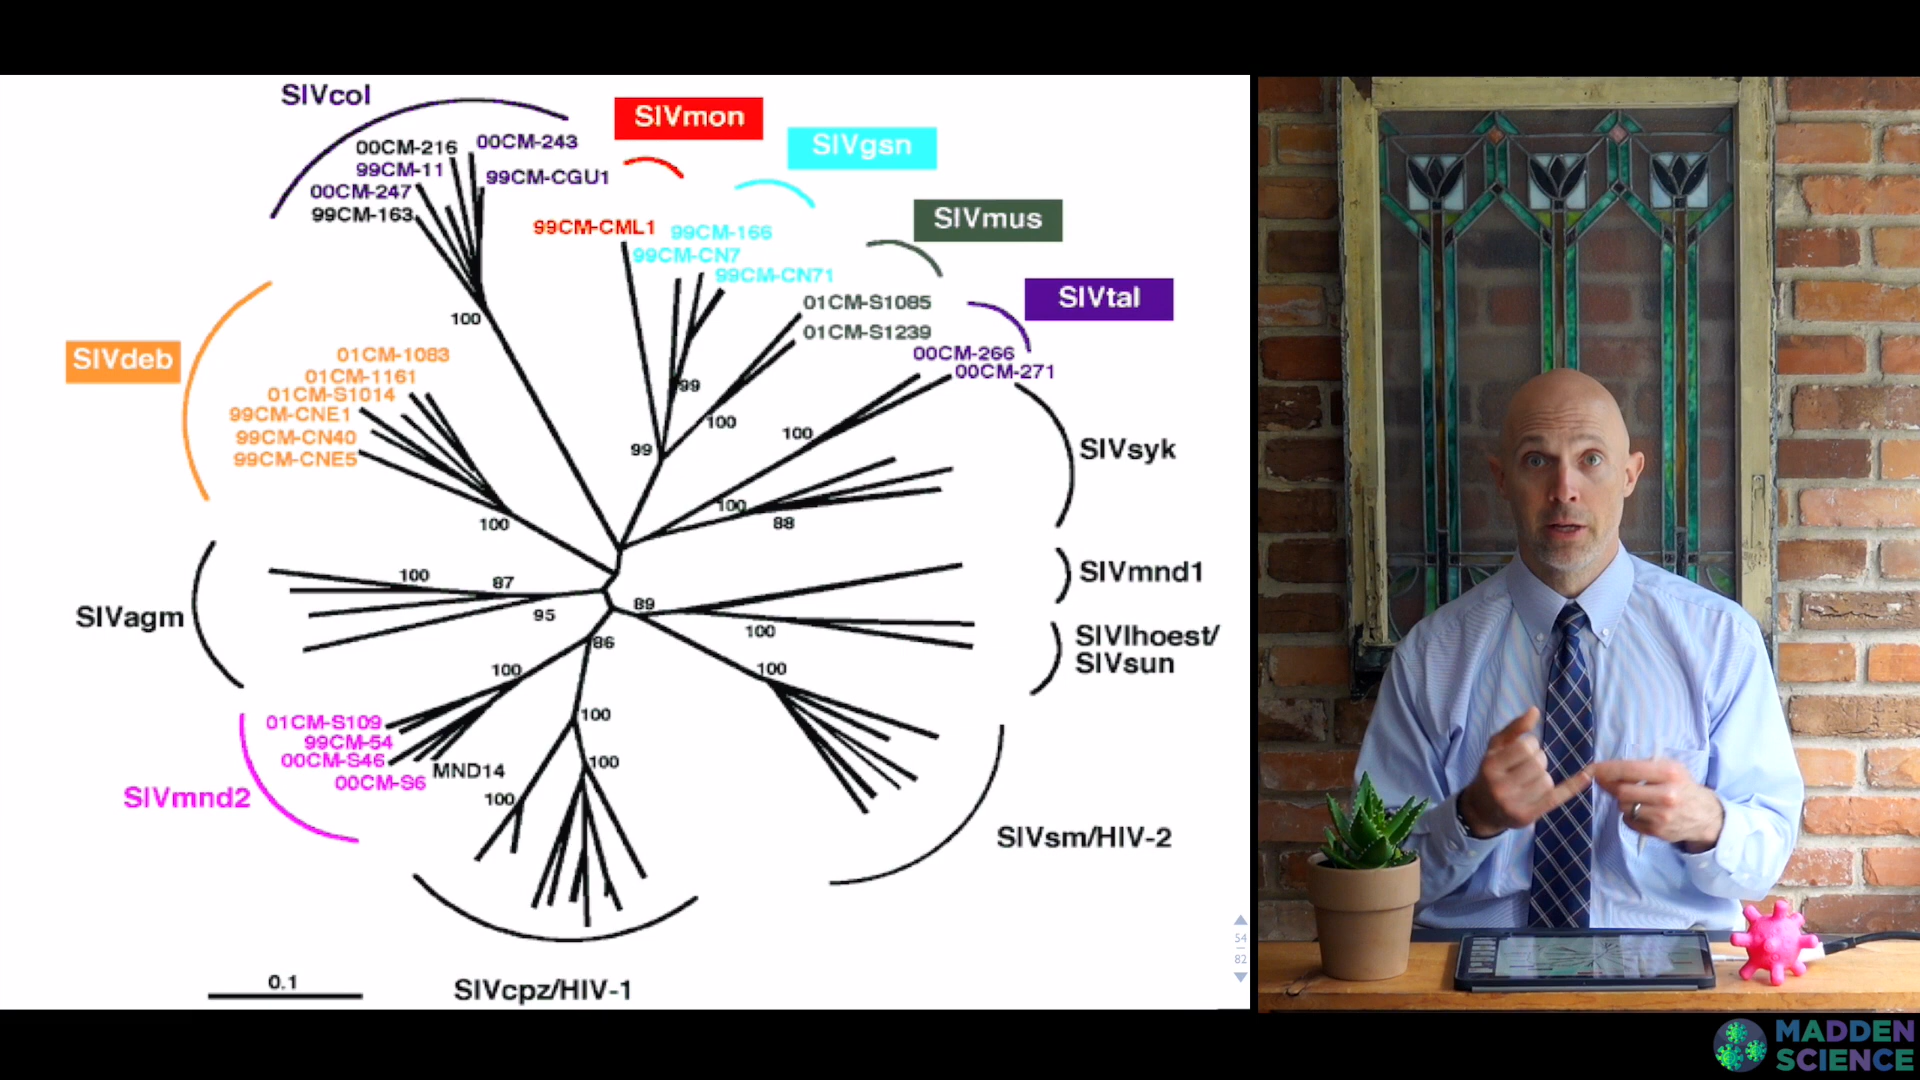 SIVcol
SIVmon
SIVgsn
00CM-216
00CM-243
99CM-11
99CM-CGU1
00CM-247
99CM-163
SIVmus
99CM-CML1
99CM-166
99CM-CN7
99CM-CN71
SIVtal
01CM-S1085
01CM-S1239
100
SIVdeb
01CM-1083
01CM-1161
01CM-S1014
99CM-CNE1
99CM-CN40
99CM-CNE5
00CM-266
00CM-271
99
100
100
99
SIVsyk
100
88
100
SIVagm
100
87
95
89
SIVmnd1
100
SIVlhoest/
SIVsun
86
100
100
01CM-S109
99CM-54
00CM-S46
00CM-S6
MND14
SIVmnd2
100
100
100
SIVsm/HIV-2
54
82
0.1
SIVcpz/HIV-1
MADDEN
SCIENCE